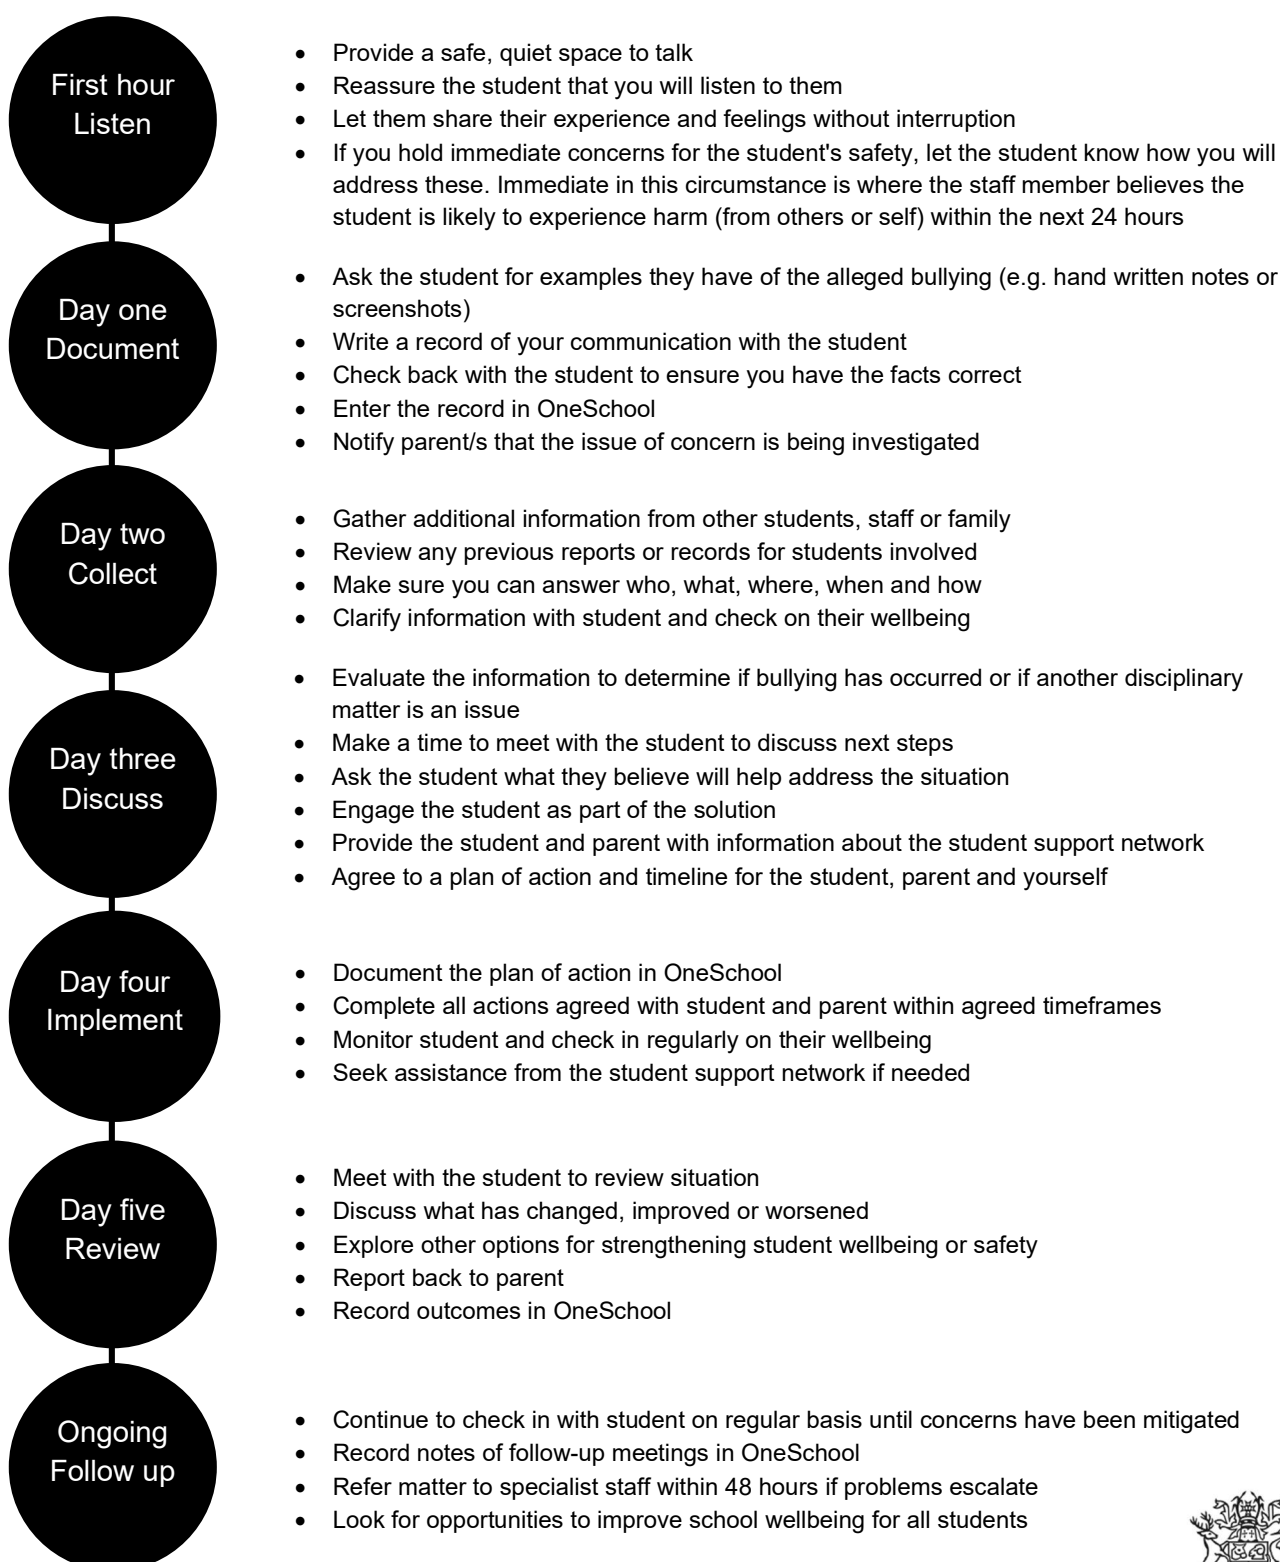 First hour
Listen
• Provide a safe, quiet space to talk
• Reassure the student that you will listen to them
• Let them share their experience and feelings without interruption
• If you hold immediate concerns for the student's safety, let the student know how you will
address these. Immediate in this circumstance is where the staff member believes the
student is likely to experience harm (from others or self) within the next 24 hours
Day one
Document
• Ask the student for examples they have of the alleged bullying (e.g. hand written notes or
screenshots)
• Write a record of your communication with the student
• Check back with the student to ensure you have the facts correct
• Enter the record in OneSchool
• Notify parent/s that the issue of concern is being investigated
Day two
Collect
• Gather additional information from other students, staff or family
• Review any previous reports or records for students involved
• Make sure you can answer who, what, where, when and how
• Clarify information with student and check on their wellbeing
Day three
Discuss
• Evaluate the information to determine if bullying has occurred or if another disciplinary
matter is an issue
• Make a time to meet with the student to discuss next steps
• Ask the student what they believe will help address the situation
• Engage the student as part of the solution
• Provide the student and parent with information about the student support network
• Agree to a plan of action and timeline for the student, parent and yourself
Day four
Implement
• Document the plan of action in OneSchool
• Complete all actions agreed with student and parent within agreed timeframes
• Monitor student and check in regularly on their wellbeing
• Seek assistance from the student support network if needed
Day five
Review
• Meet with the student to review situation
• Discuss what has changed, improved or worsened
• Explore other options for strengthening student wellbeing or safety
• Report back to parent
• Record outcomes in OneSchool
Ongoing
Follow up
• Continue to check in with student on regular basis until concerns have been mitigated
• Record notes of follow-up meetings in OneSchool
• Refer matter to specialist staff within 48 hours if problems escalate
• Look for opportunities to improve school wellbeing for all students